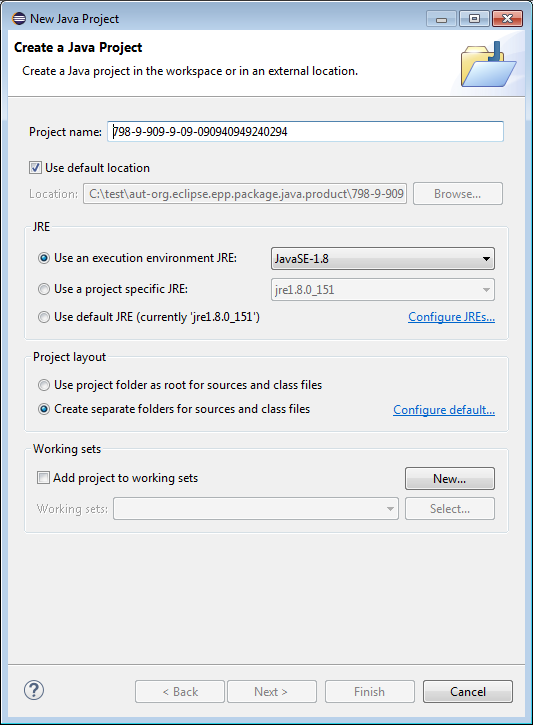 New Java Project
Create a Java Project
Create a Java project in the workspace or in an external location.
Project name: 798-9-909-9-09-090940949240294
Use default location
Location: C:\test\aut-org.eclipse.epp.package.java.product\798-9-909 Browse...
JRE
Use an execution environment JRE: JavaSE-1.8
Use a project specific JRE: jre1.8.0_151
Use default JRE (currently 'jre1.8.0_151') Configure JREs...
Project layout
Use project folder as root for sources and class files
Create separate folders for sources and class files Configure default...
Working sets
Add project to working sets New...
Working sets: Select...
? < Back Next > Finish Cancel